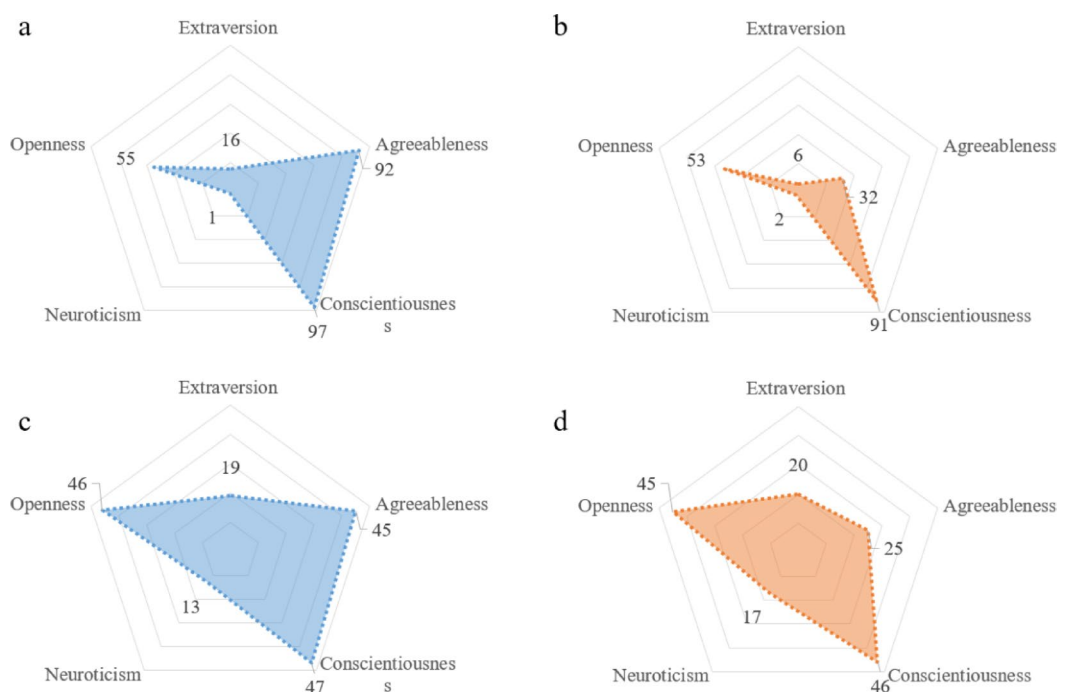 a
Extraversion
Openness
55
16
Agreeableness
92
1
Neuroticism
Conscientiousnes
s
97
b
Extraversion
Openness
53
6
Agreeableness
32
2
Neuroticism
Conscientiousness
91
c
Extraversion
46
Openness
19
Agreeableness
45
13
Neuroticism
Conscientiousnes
s
47
d
Extraversion
45
Openness
20
Agreeableness
25
17
Neuroticism
Conscientiousness
46